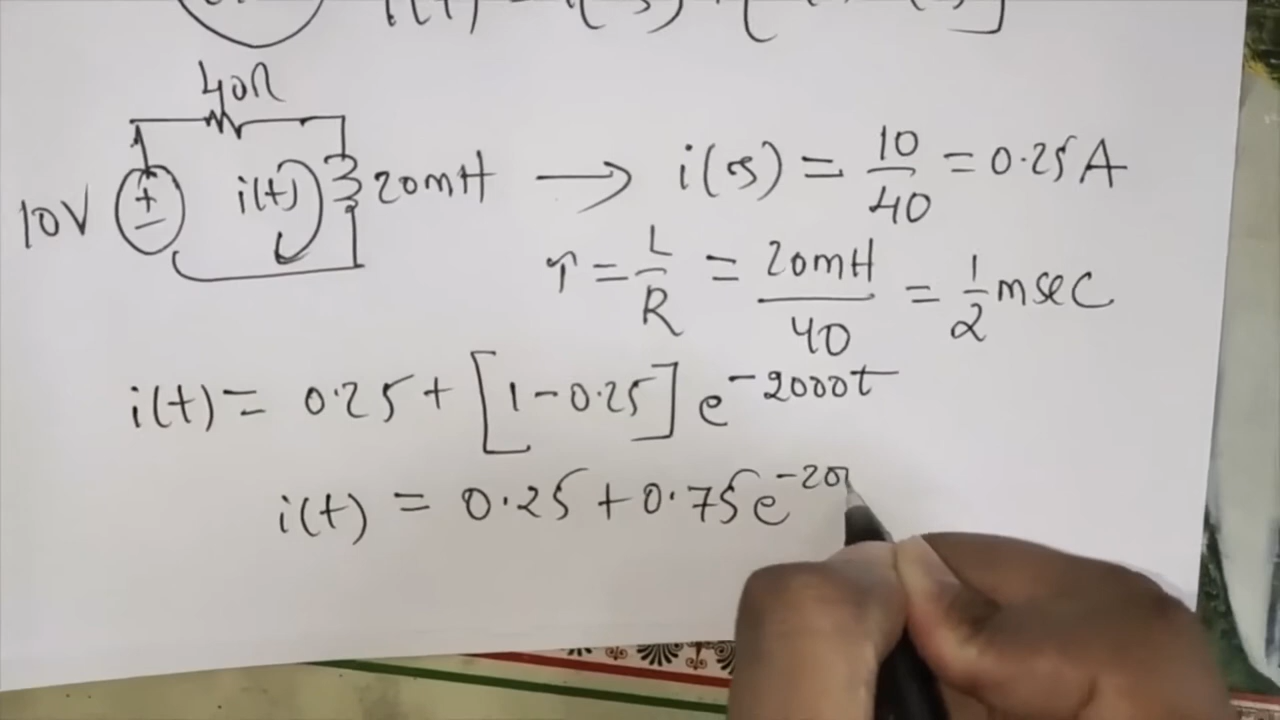 40Ω
10V + − i(t) 20mH → i(∞) = 10/40 = 0.25A
τ = L/R = 20mH/40 = 1/2 msec
i(t) = 0.25 + [1 − 0.25] e^−2000t
i(t) = 0.25 + 0.75e^−20